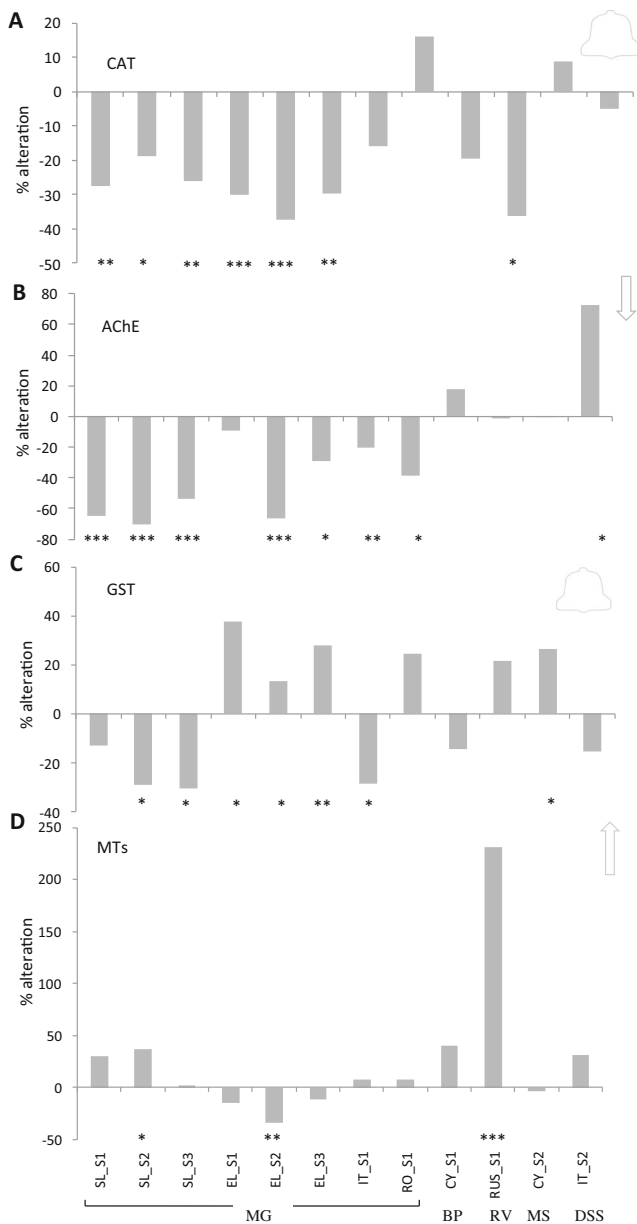 A
CAT
% alteration
20
10
0
-10
-20
-30
-40
-50
** * ** *** *** ** *
B
AChE
% alteration
80
60
40
20
0
-20
-40
-60
-80
*** *** *** *** * ** * *
C
GST
% alteration
60
40
20
0
-20
-40
* * * * ** * *
D
MTs
% alteration
250
200
150
100
50
0
-50
* ** ***
SL_S1 SL_S2 SL_S3 EL_S1 EL_S2 EL_S3 IT_S1 RO_S1 CY_S1 RUS_S1 CY_S2 IT_S2
MG BP RV MS DSS